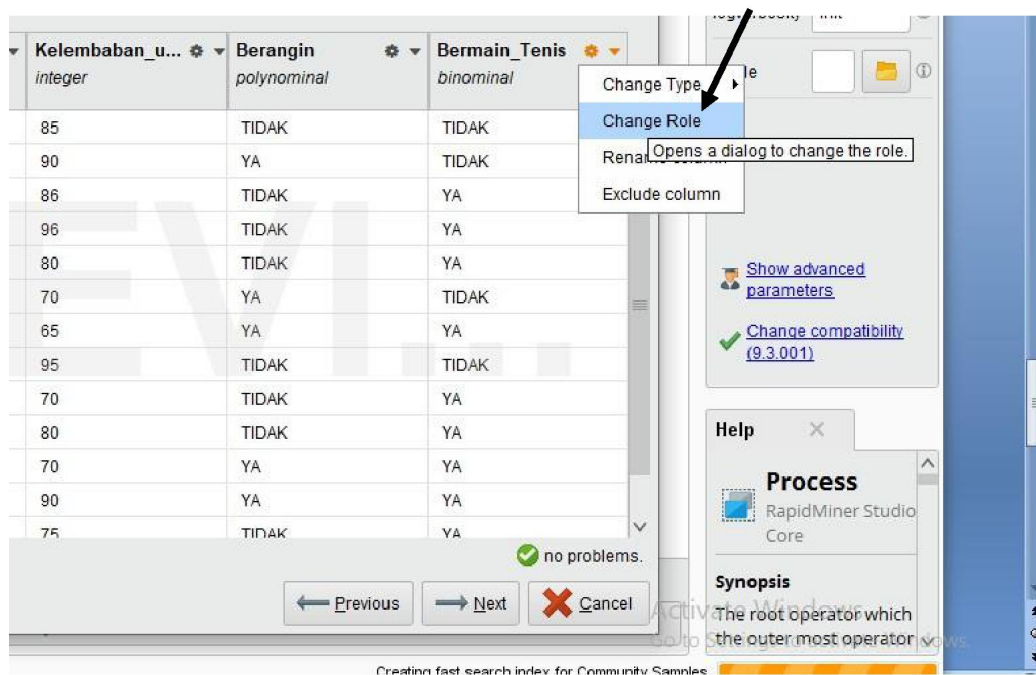 Kelembaban_u... Berangin Bermain_Tenis
integer polynominal binominal
Change Type
Change Role
Opens a dialog to change the role.
Exclude column
85 TIDAK TIDAK
90 YA TIDAK
86 TIDAK YA
96 TIDAK YA
80 TIDAK YA
70 YA TIDAK
65 YA YA
95 TIDAK TIDAK
70 TIDAK YA
80 TIDAK YA
70 YA YA
90 YA YA
75 TIDAK YA
no problems.
Previous Next Cancel
Show advanced
parameters
Change compatibility
(9.3.001)
Help
Process
RapidMiner Studio
Core
Synopsis
The root operator which
the outer most operator
Activate Windows
Creating fast search index for Community Samples